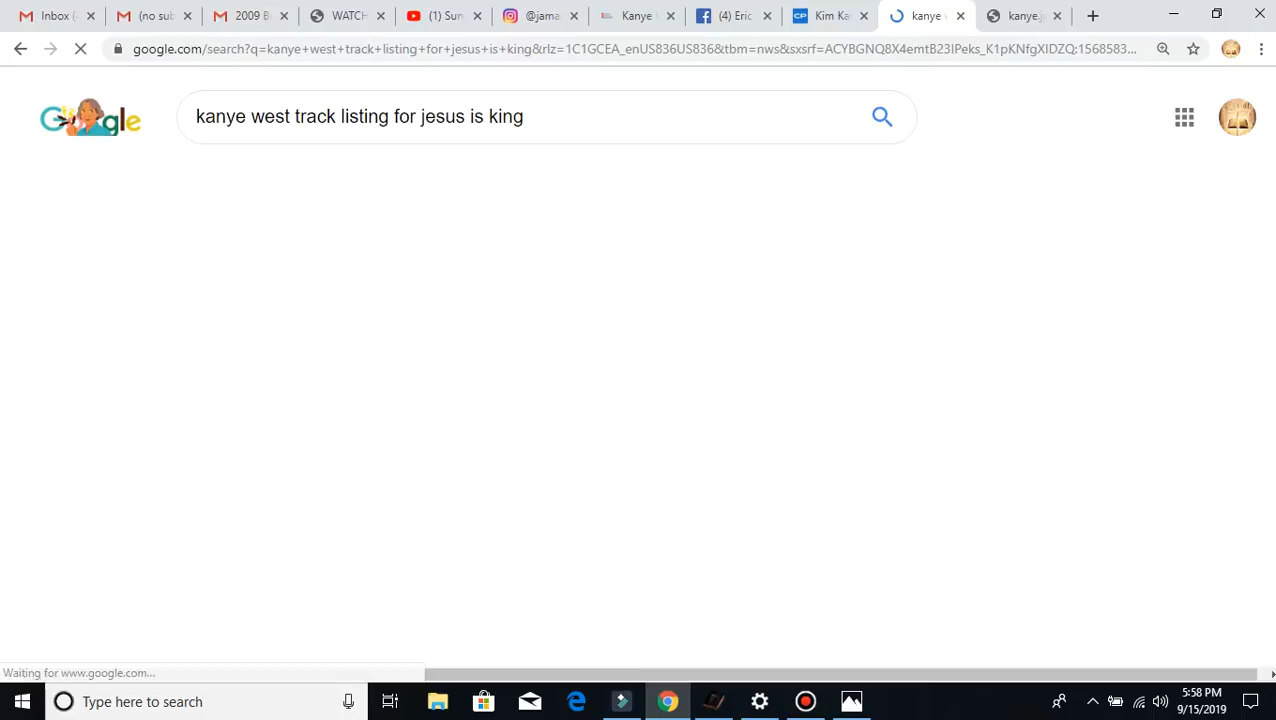 Inbox (
(no sub
2009 B
WATCH
(1) Sun
@jama
Kanye
(4) Eric
Kim Ka
kanye
kanye.j
google.com/search?q=kanye+west+track+listing+for+jesus+is+king&rlz=1C1GCEA_enUS836US836&tbm=nws&sxsrf=ACYBGNQ8X4emtB23IPeks_K1pKNfgXIDZQ:1568583...
Google
kanye west track listing for jesus is king
Waiting for www.google.com...
Type here to search
5:58 PM
9/15/2019